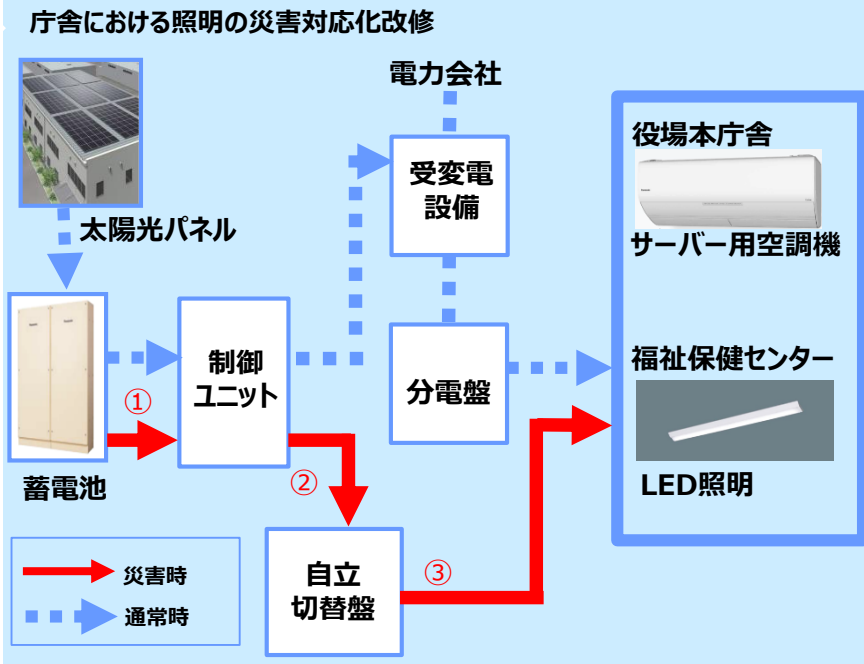 庁舎における照明の災害対応化改修
電力会社
役場本庁舎
受変電
設備
太陽光パネル
サーバー用空調機
制御
ユニット
分電盤
福祉保健センター
①
②
蓄電池
LED照明
自立
切替盤
③
災害時
通常時